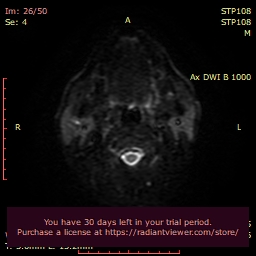 Im: 26/50
Se: 4
A
STP108
STP108
M
Ax DWI B 1000
R
L
You have 30 days left in your trial period.
Purchase a license at https://radiantviewer.com/store/